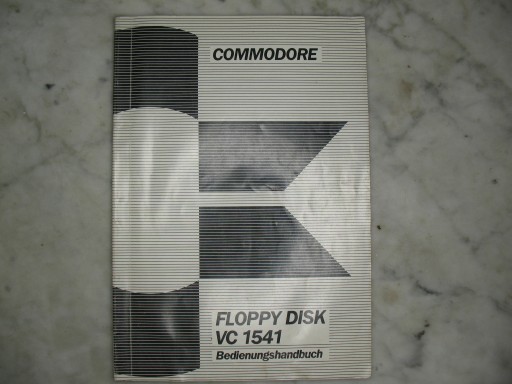 COMMODORE
FLOPPY DISK
VC 1541
Bedienungshandbuch